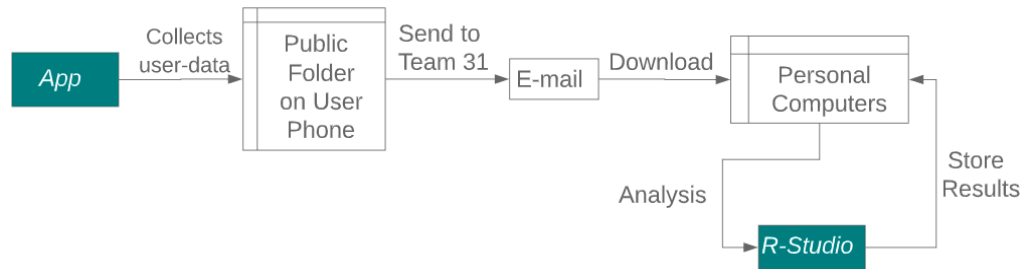 App
Collects
user-data
Public
Folder
on User
Phone
Send to
Team 31
E-mail
Download
Personal
Computers
Analysis
R-Studio
Store
Results